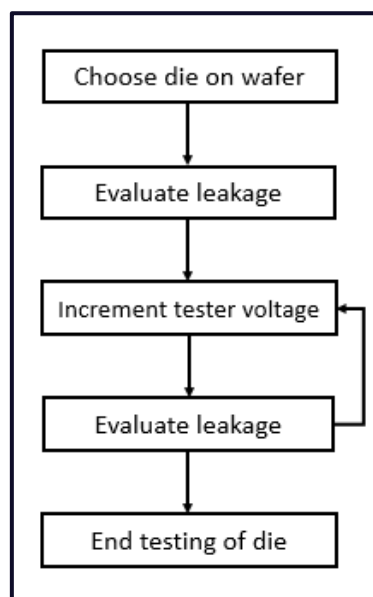 Choose die on wafer
Evaluate leakage
Increment tester voltage
Evaluate leakage
End testing of die